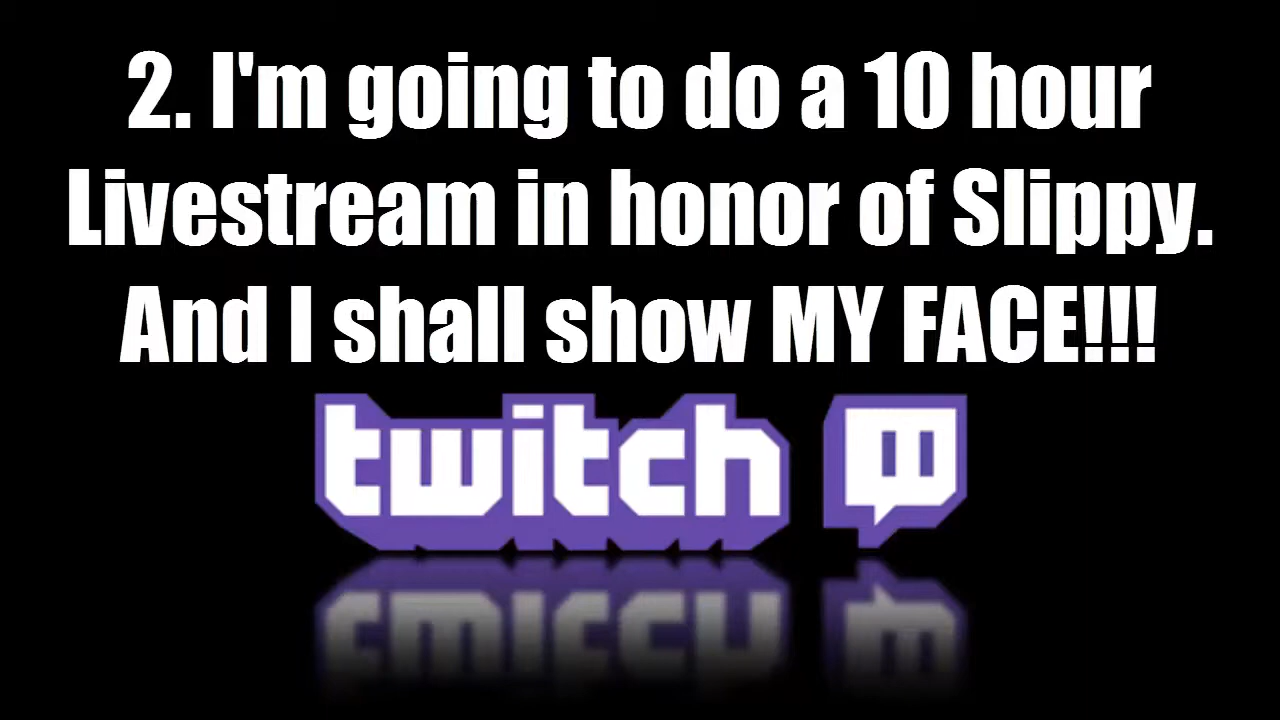 2. I'm going to do a 10 hour
Livestream in honor of Slippy.
And I shall show MY FACE!!!
twitch